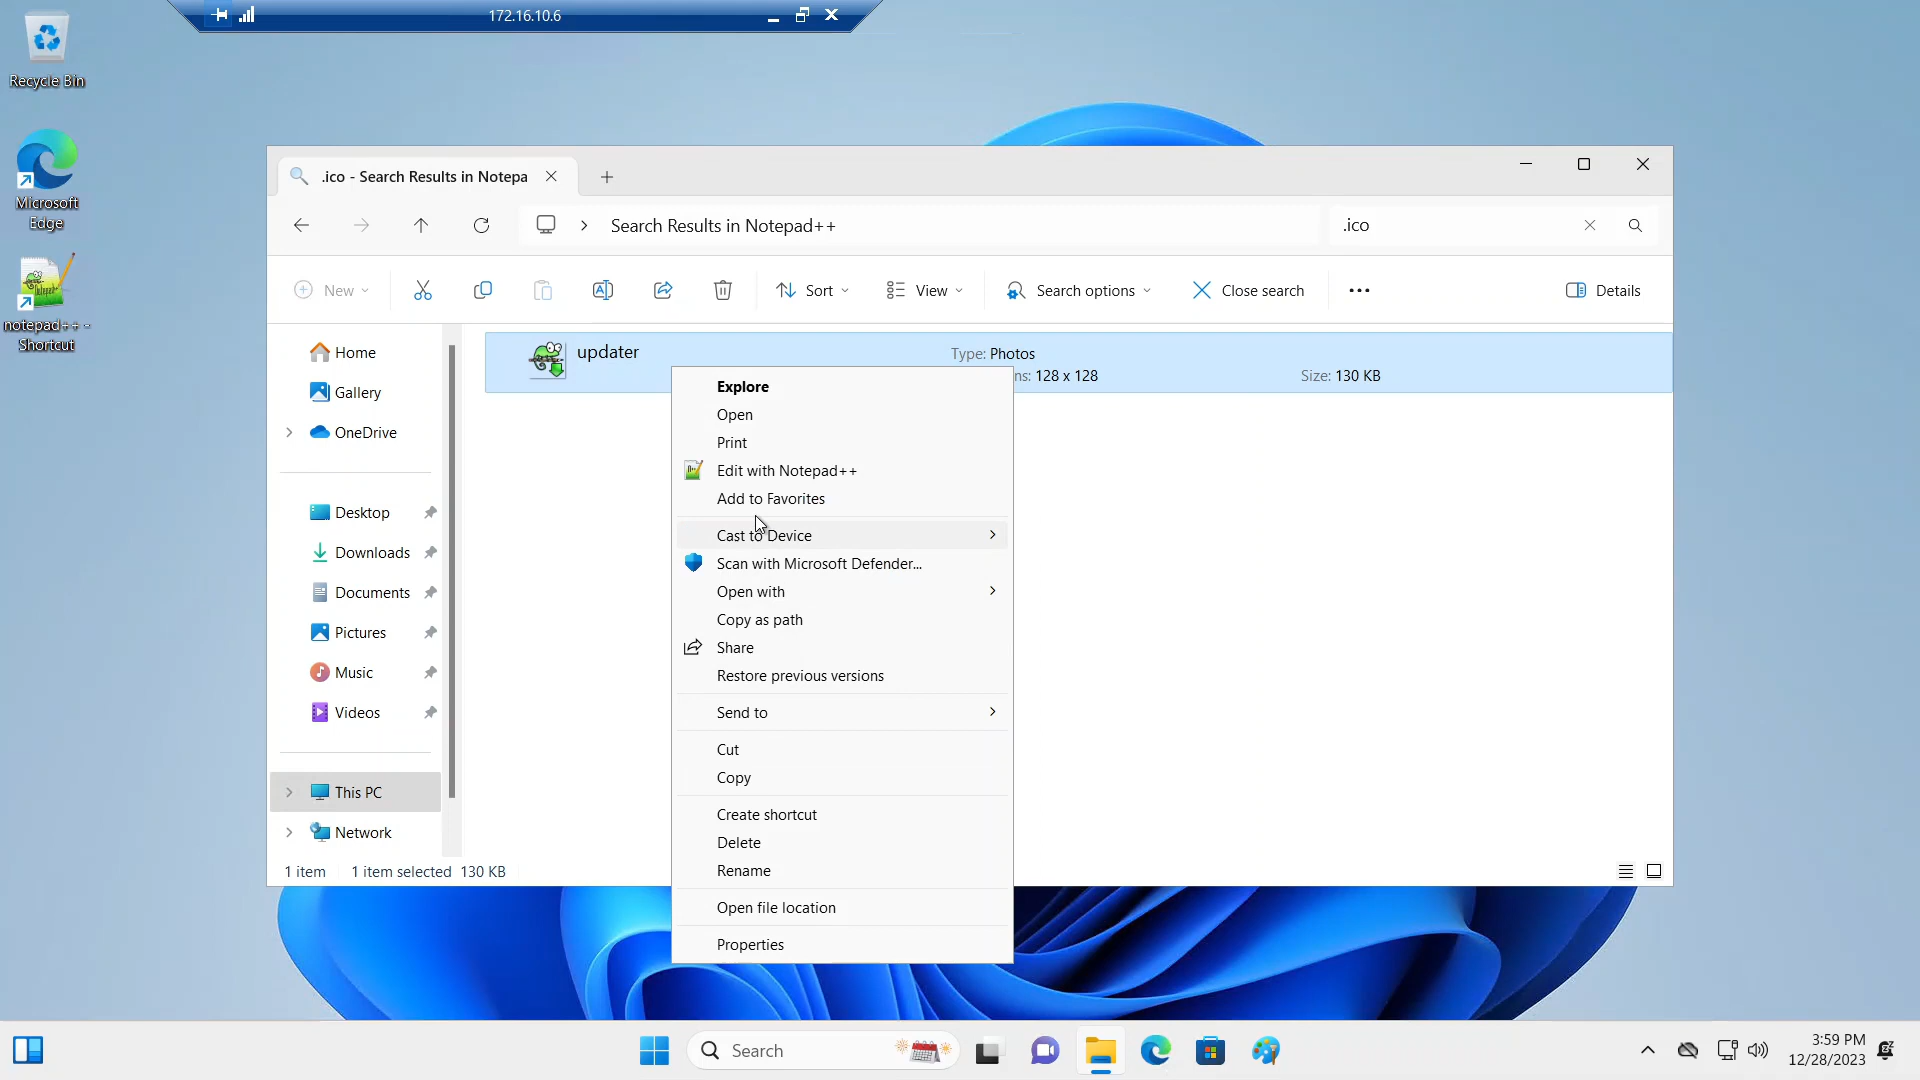 172.16.10.6
Recycle Bin
Microsoft
Edge
notepad++ -
Shortcut
.ico - Search Results in Notepa
Search Results in Notepad++
.ico
New
Sort
View
Search options
Close search
Details
Home
Gallery
OneDrive
Desktop
Downloads
Documents
Pictures
Music
Videos
This PC
Network
updater
Type: Photos
ns: 128 x 128
Size: 130 KB
Explore
Open
Print
Edit with Notepad++
Add to Favorites
Cast to Device
Scan with Microsoft Defender...
Open with
Copy as path
Share
Restore previous versions
Send to
Cut
Copy
Create shortcut
Delete
Rename
Open file location
Properties
1 item
1 item selected 130 KB
Search
3:59 PM
12/28/2023